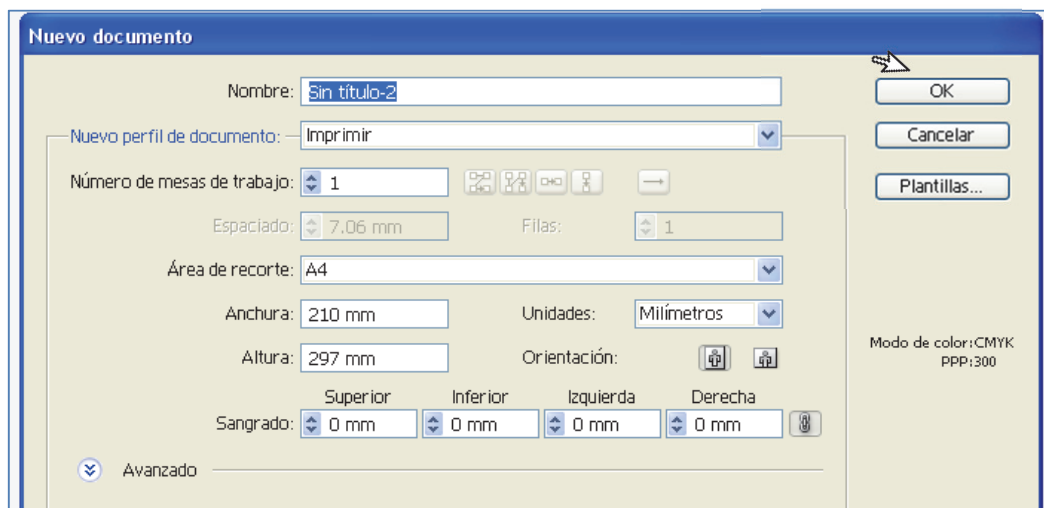 Nuevo documento
Nombre: Sin título-2
OK
Nuevo perfil de documento: Imprimir
Cancelar
Número de mesas de trabajo: 1
Plantillas...
Espaciado: 7.06 mm Filas: 1
Área de recorte: A4
Anchura: 210 mm Unidades: Milímetros
Altura: 297 mm Orientación:
Modo de color:CMYK
PPP:300
Superior Inferior Izquierda Derecha
Sangrado: 0 mm 0 mm 0 mm 0 mm
Avanzado